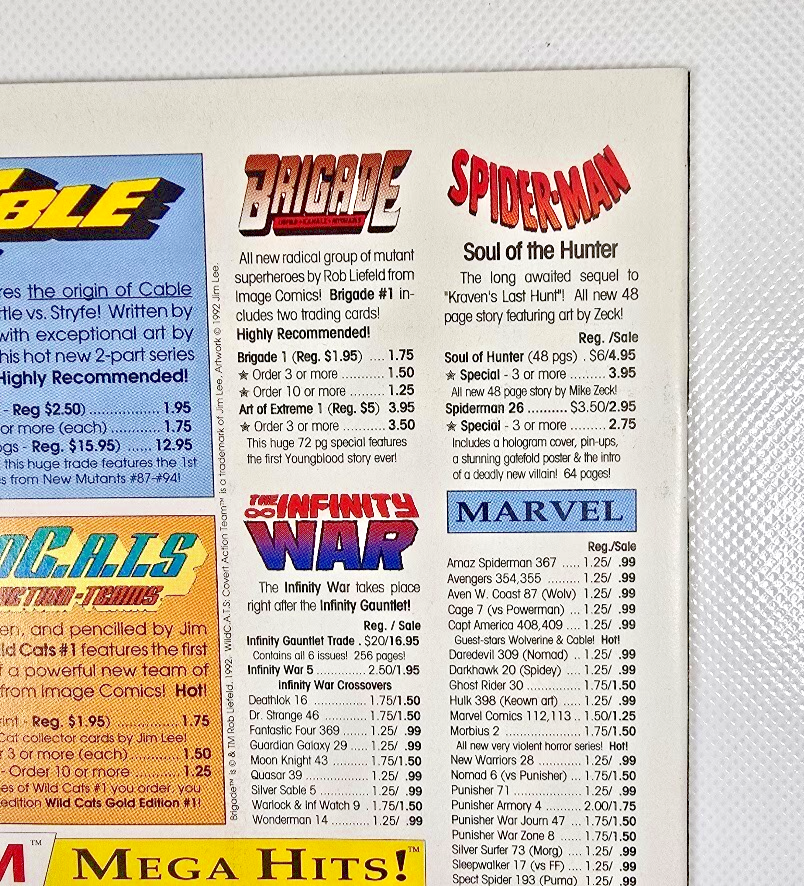 BLE
res the origin of Cable
tle vs. Stryfe! Written by
with exceptional art by
his hot new 2-part series
Highly Recommended!
- Reg $2.50) ................ 1.95
or more (each) ............. 1.75
ogs - Reg. $15.95) ...... 12.95
this huge trade features the 1st
es from New Mutants #87-#94!
D.C.A.T.S
ACTION-TEAMS
en, and pencilled by Jim
ld Cats #1 features the first
f a powerful new team of
from Image Comics! Hot!
rint - Reg. $1.95) ................ 1.75
Cat collector cards by Jim Lee!
r 3 or more (each) ............ 1.50
- Order 10 or more ............ 1.25
es of Wild Cats #1 you order, you
edition Wild Cats Gold Edition #1!
Brigade™ is © & TM Rob Liefeld. 1992. WildC.A.T.S: Covert Action Team™ is a trademark of Jim Lee, Artwork © 1992 Jim Lee.
BRIGADE
All new radical group of mutant
superheroes by Rob Liefeld from
Image Comics! Brigade #1 in-
cludes two trading cards!
Highly Recommended!
Brigade 1 (Reg. $1.95) .... 1.75
★ Order 3 more ............... 1.50
★ Order 10 or more ......... 1.25
Art of Extreme 1 (Reg. $5) 3.95
★ Order 3 or more ........... 3.50
This huge 72 pg special features
the first Youngblood story ever!
THE INFINITY
WAR
The Infinity War takes place
right after the Infinity Gauntlet!
Reg. / Sale
Infinity Gauntlet Trade . $20/16.95
Contains all 6 issues! 256 pages!
Infinity War 5 ................ 2.50/1.95
Infinity War Crossovers
Deathlok 16 ................. 1.75/1.50
Dr. Strange 46 .............. 1.75/1.50
Fantastic Four 369 ........ 1.25/ .99
Guardian Galaxy 29 ..... 1.25/ .99
Moon Knight 43 ........... 1.75/1.50
Quasar 39 .................... 1.25/ .99
Silver Sable 5 ................ 1.25/ .99
Warlock & Inf Watch 9 . 1.75/1.50
Wonderman 14 ............ 1.25/ .99
SPIDER-MAN
Soul of the Hunter
The long awaited sequel to
"Kraven's Last Hunt"! All new 48
page story featuring art by Zeck!
Reg. /Sale
Soul of Hunter (48 pgs) . $6/4.95
★ Special - 3 or more .......... 3.95
All new 48 page story by Mike Zeck!
Spiderman 26 .......... $3.50/2.95
★ Special - 3 or more .......... 2.75
Includes a hologram cover, pin-ups,
a stunning gatefold poster & the intro
of a deadly new villain! 64 pages!
MARVEL
Reg./Sale
Amaz Spiderman 367 ...... 1.25/ .99
Avengers 354,355 ......... 1.25/ .99
Aven W. Coast 87 (Wolv) 1.25/ .99
Cage 7 (vs Powerman) ... 1.25/ .99
Capt America 408,409 .... 1.25/ .99
Guest-stars Wolverine & Cable! Hot!
Daredevil 309 (Nomad) ... 1.25/ .99
Darkhawk 20 (Spidey) .... 1.25/ .99
Ghost Rider 30 ............... 1.75/1.50
Hulk 398 (Keown art) ...... 1.25/ .99
Marvel Comics 112,113 .. 1.50/1.25
Morbius 2 ...................... 1.75/1.50
All new very violent horror series! Hot!
New Warriors 28 ............ 1.25/ .99
Nomad 6 (vs Punisher) ... 1.75/1.50
Punisher 71 ................... 1.25/ .99
Punisher Armory 4 .......... 2.00/1.75
Punisher War Journ 47 ... 1.75/1.50
Punisher War Zone 8 ...... 1.75/1.50
Silver Surfer 73 (Morg) .... 1.25/ .99
Sleepwalker 17 (vs FF) ... 1.25/ .99
Spect Spider 193 (Puma) 1.25/ .99
M™ MEGA HITS!™